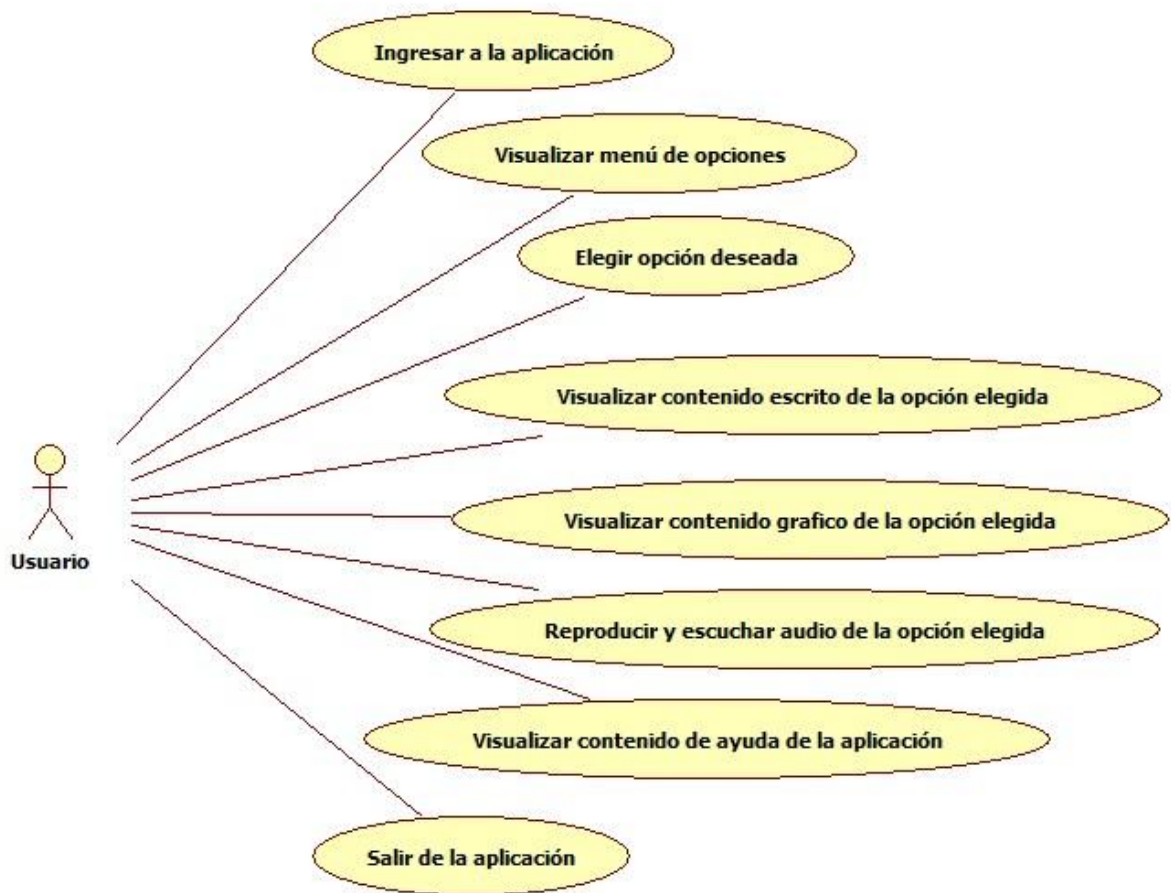 Ingresar a la aplicación
Visualizar menú de opciones
Elegir opción deseada
Visualizar contenido escrito de la opción elegida
Visualizar contenido grafico de la opción elegida
Usuario
Reproducir y escuchar audio de la opción elegida
Visualizar contenido de ayuda de la aplicación
Salir de la aplicación